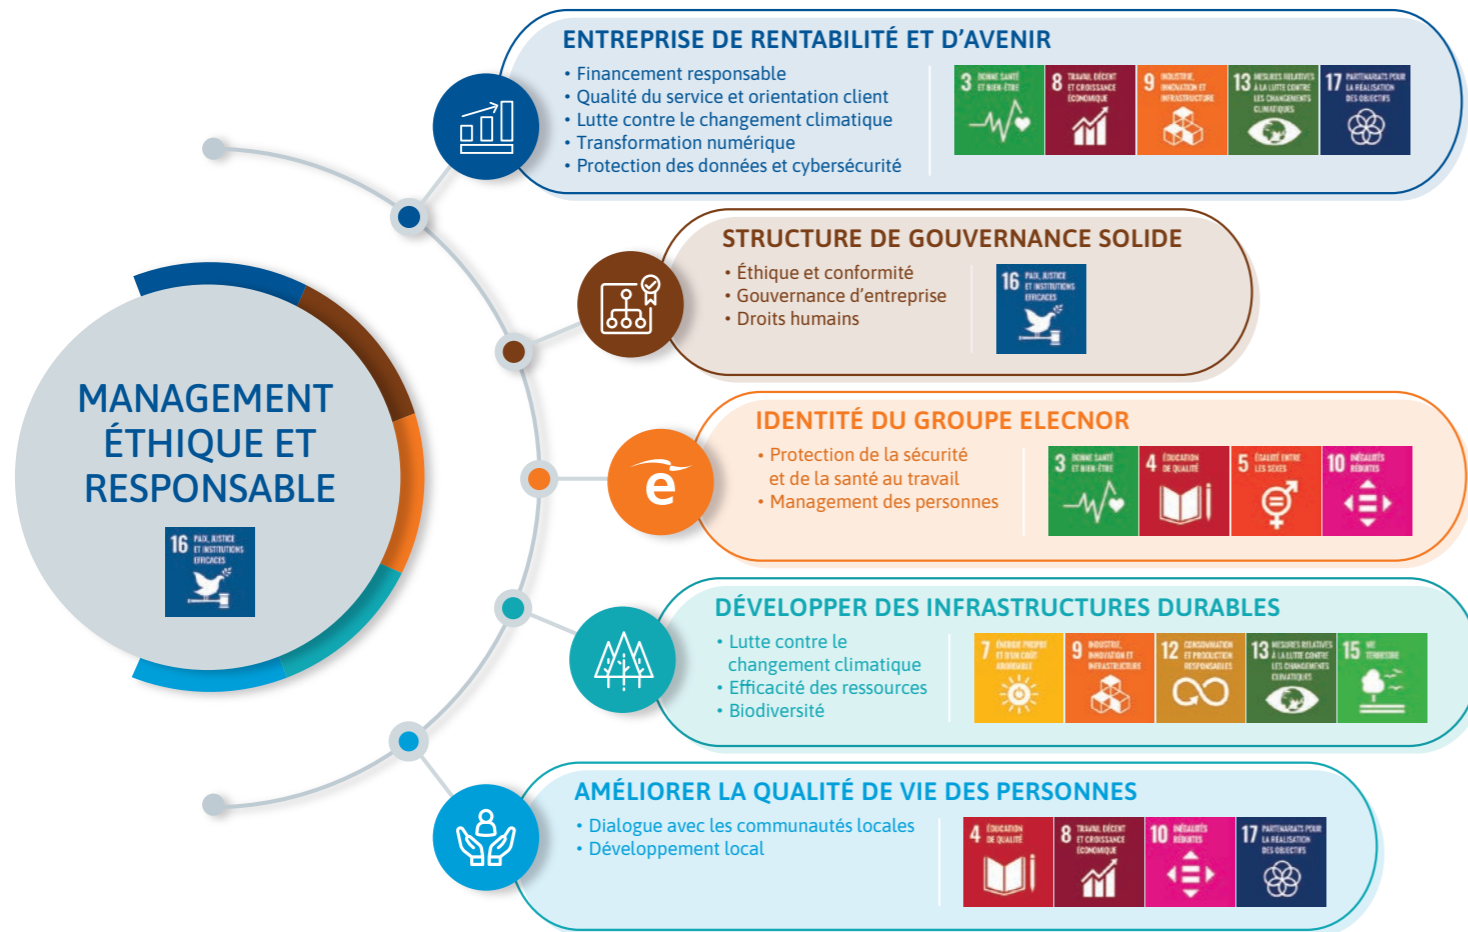 ENTREPRISE DE RENTABILITÉ ET D'AVENIR
• Financement responsable
• Qualité du service et orientation client
• Lutte contre le changement climatique
• Transformation numérique
• Protection des données et cybersécurité
3 BONNE SANTÉ
ET BIEN-ÊTRE
8 TRAVAIL DÉCENT
ET CROISSANCE
ÉCONOMIQUE
9 INDUSTRIE,
INNOVATION ET
INFRASTRUCTURE
13 MESURES RELATIVES
À LA LUTTE CONTRE
LES CHANGEMENTS
CLIMATIQUES
17 PARTENARIATS POUR
LA RÉALISATION
DES OBJECTIFS
STRUCTURE DE GOUVERNANCE SOLIDE
• Éthique et conformité
• Gouvernance d'entreprise
• Droits humains
16 PAIX, JUSTICE
ET INSTITUTIONS
EFFICACES
MANAGEMENT
ÉTHIQUE ET
RESPONSABLE
16 PAIX, JUSTICE
ET INSTITUTIONS
EFFICACES
IDENTITÉ DU GROUPE ELECNOR
• Protection de la sécurité
et de la santé au travail
• Management des personnes
e
3 BONNE SANTÉ
ET BIEN-ÊTRE
4 ÉDUCATION
DE QUALITÉ
5 ÉGALITÉ ENTRE
LES SEXES
10 INÉGALITÉS
RÉDUITES
DÉVELOPPER DES INFRASTRUCTURES DURABLES
• Lutte contre le
changement climatique
• Efficacité des ressources
• Biodiversité
7 ÉNERGIE PROPRE
ET D'UN COÛT
ABORDABLE
9 INDUSTRIE,
INNOVATION ET
INFRASTRUCTURE
12 CONSOMMATION
ET PRODUCTION
RESPONSABLES
13 MESURES RELATIVES
À LA LUTTE CONTRE
LES CHANGEMENTS
CLIMATIQUES
15 VIE
TERRESTRE
AMÉLIORER LA QUALITÉ DE VIE DES PERSONNES
• Dialogue avec les communautés locales
• Développement local
4 ÉDUCATION
DE QUALITÉ
8 TRAVAIL DÉCENT
ET CROISSANCE
ÉCONOMIQUE
10 INÉGALITÉS
RÉDUITES
17 PARTENARIATS POUR
LA RÉALISATION
DES OBJECTIFS